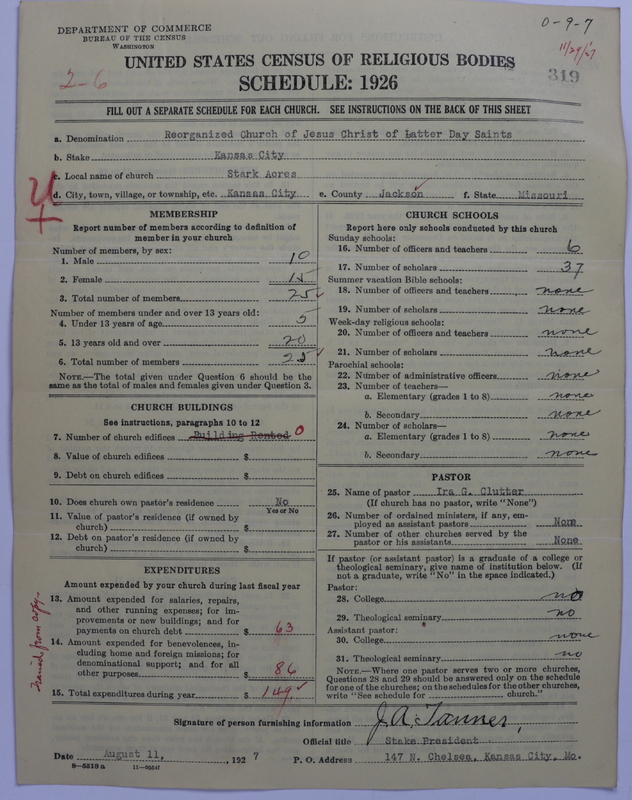 0-9-7
DEPARTMENT OF COMMERCE
BUREAU OF THE CENSUS
WASHINGTON
11/29/27
UNITED STATES CENSUS OF RELIGIOUS BODIES
2-6
319
SCHEDULE: 1926
FILL OUT A SEPARATE SCHEDULE FOR EACH CHURCH. SEE INSTRUCTIONS ON THE BACK OF THIS SHEET
a. Denomination Reorganized Church of Jesus Christ of Latter Day Saints
b. Stake Kansas City
c. Local name of church Stark Acres
d. City, town, village, or township, etc. Kansas City e. County Jackson f. State Missouri
MEMBERSHIP
Report number of members according to definition of
member in your church
Number of members, by sex:
1. Male 10
2. Female 15
3. Total number of members 25
Number of members under and over 13 years old:
4. Under 13 years of age 5
5. 13 years old and over 20
6. Total number of members 25
NOTE.—The total given under Question 6 should be the
same as the total of males and females given under Question 3.
CHURCH BUILDINGS
See instructions, paragraphs 10 to 12
7. Number of church edifices Building Rented 0
8. Value of church edifices $
9. Debt on church edifices $
10. Does church own pastor's residence No
Yes or No
11. Value of pastor's residence (if owned by
church) $
12. Debt on pastor's residence (if owned by
church) $
EXPENDITURES
Amount expended by your church during last fiscal year
13. Amount expended for salaries, repairs,
and other running expenses; for im-
provements or new buildings; and for
payments on church debt $ 63
14. Amount expended for benevolences, in-
cluding home and foreign missions; for
denominational support; and for all
other purposes $ 86
15. Total expenditures during year $ 149
from copy
CHURCH SCHOOLS
Report here only schools conducted by this church
Sunday schools:
16. Number of officers and teachers 6
17. Number of scholars 37
Summer vacation Bible schools:
18. Number of officers and teachers none
19. Number of scholars none
Week-day religious schools:
20. Number of officers and teachers none
21. Number of scholars none
Parochial schools:
22. Number of administrative officers none
23. Number of teachers—
a. Elementary (grades 1 to 8) none
b. Secondary none
24. Number of scholars—
a. Elementary (grades 1 to 8) none
b. Secondary none
PASTOR
25. Name of pastor Ira G. Clutter
(If church has no pastor, write "None")
26. Number of ordained ministers, if any, em-
ployed as assistant pastors None
27. Number of other churches served by the
pastor or his assistants None
If pastor (or assistant pastor) is a graduate of a college or
theological seminary, give name of institution below. (If
not a graduate, write "No" in the space indicated.)
Pastor:
28. College no
29. Theological seminary no
Assistant pastor:
30. College none
31. Theological seminary no
NOTE.—Where one pastor serves two or more churches,
Questions 28 and 29 should be answered only on the schedule
for one of the churches; on the schedules for the other churches,
write "See schedule for church."
Signature of person furnishing information J. A. Tanner,
Official title Stake President
Date August 11, 1927 P. O. Address 147 N. Chelsea, Kansas City, Mo.
8-5318 a 11-9054f